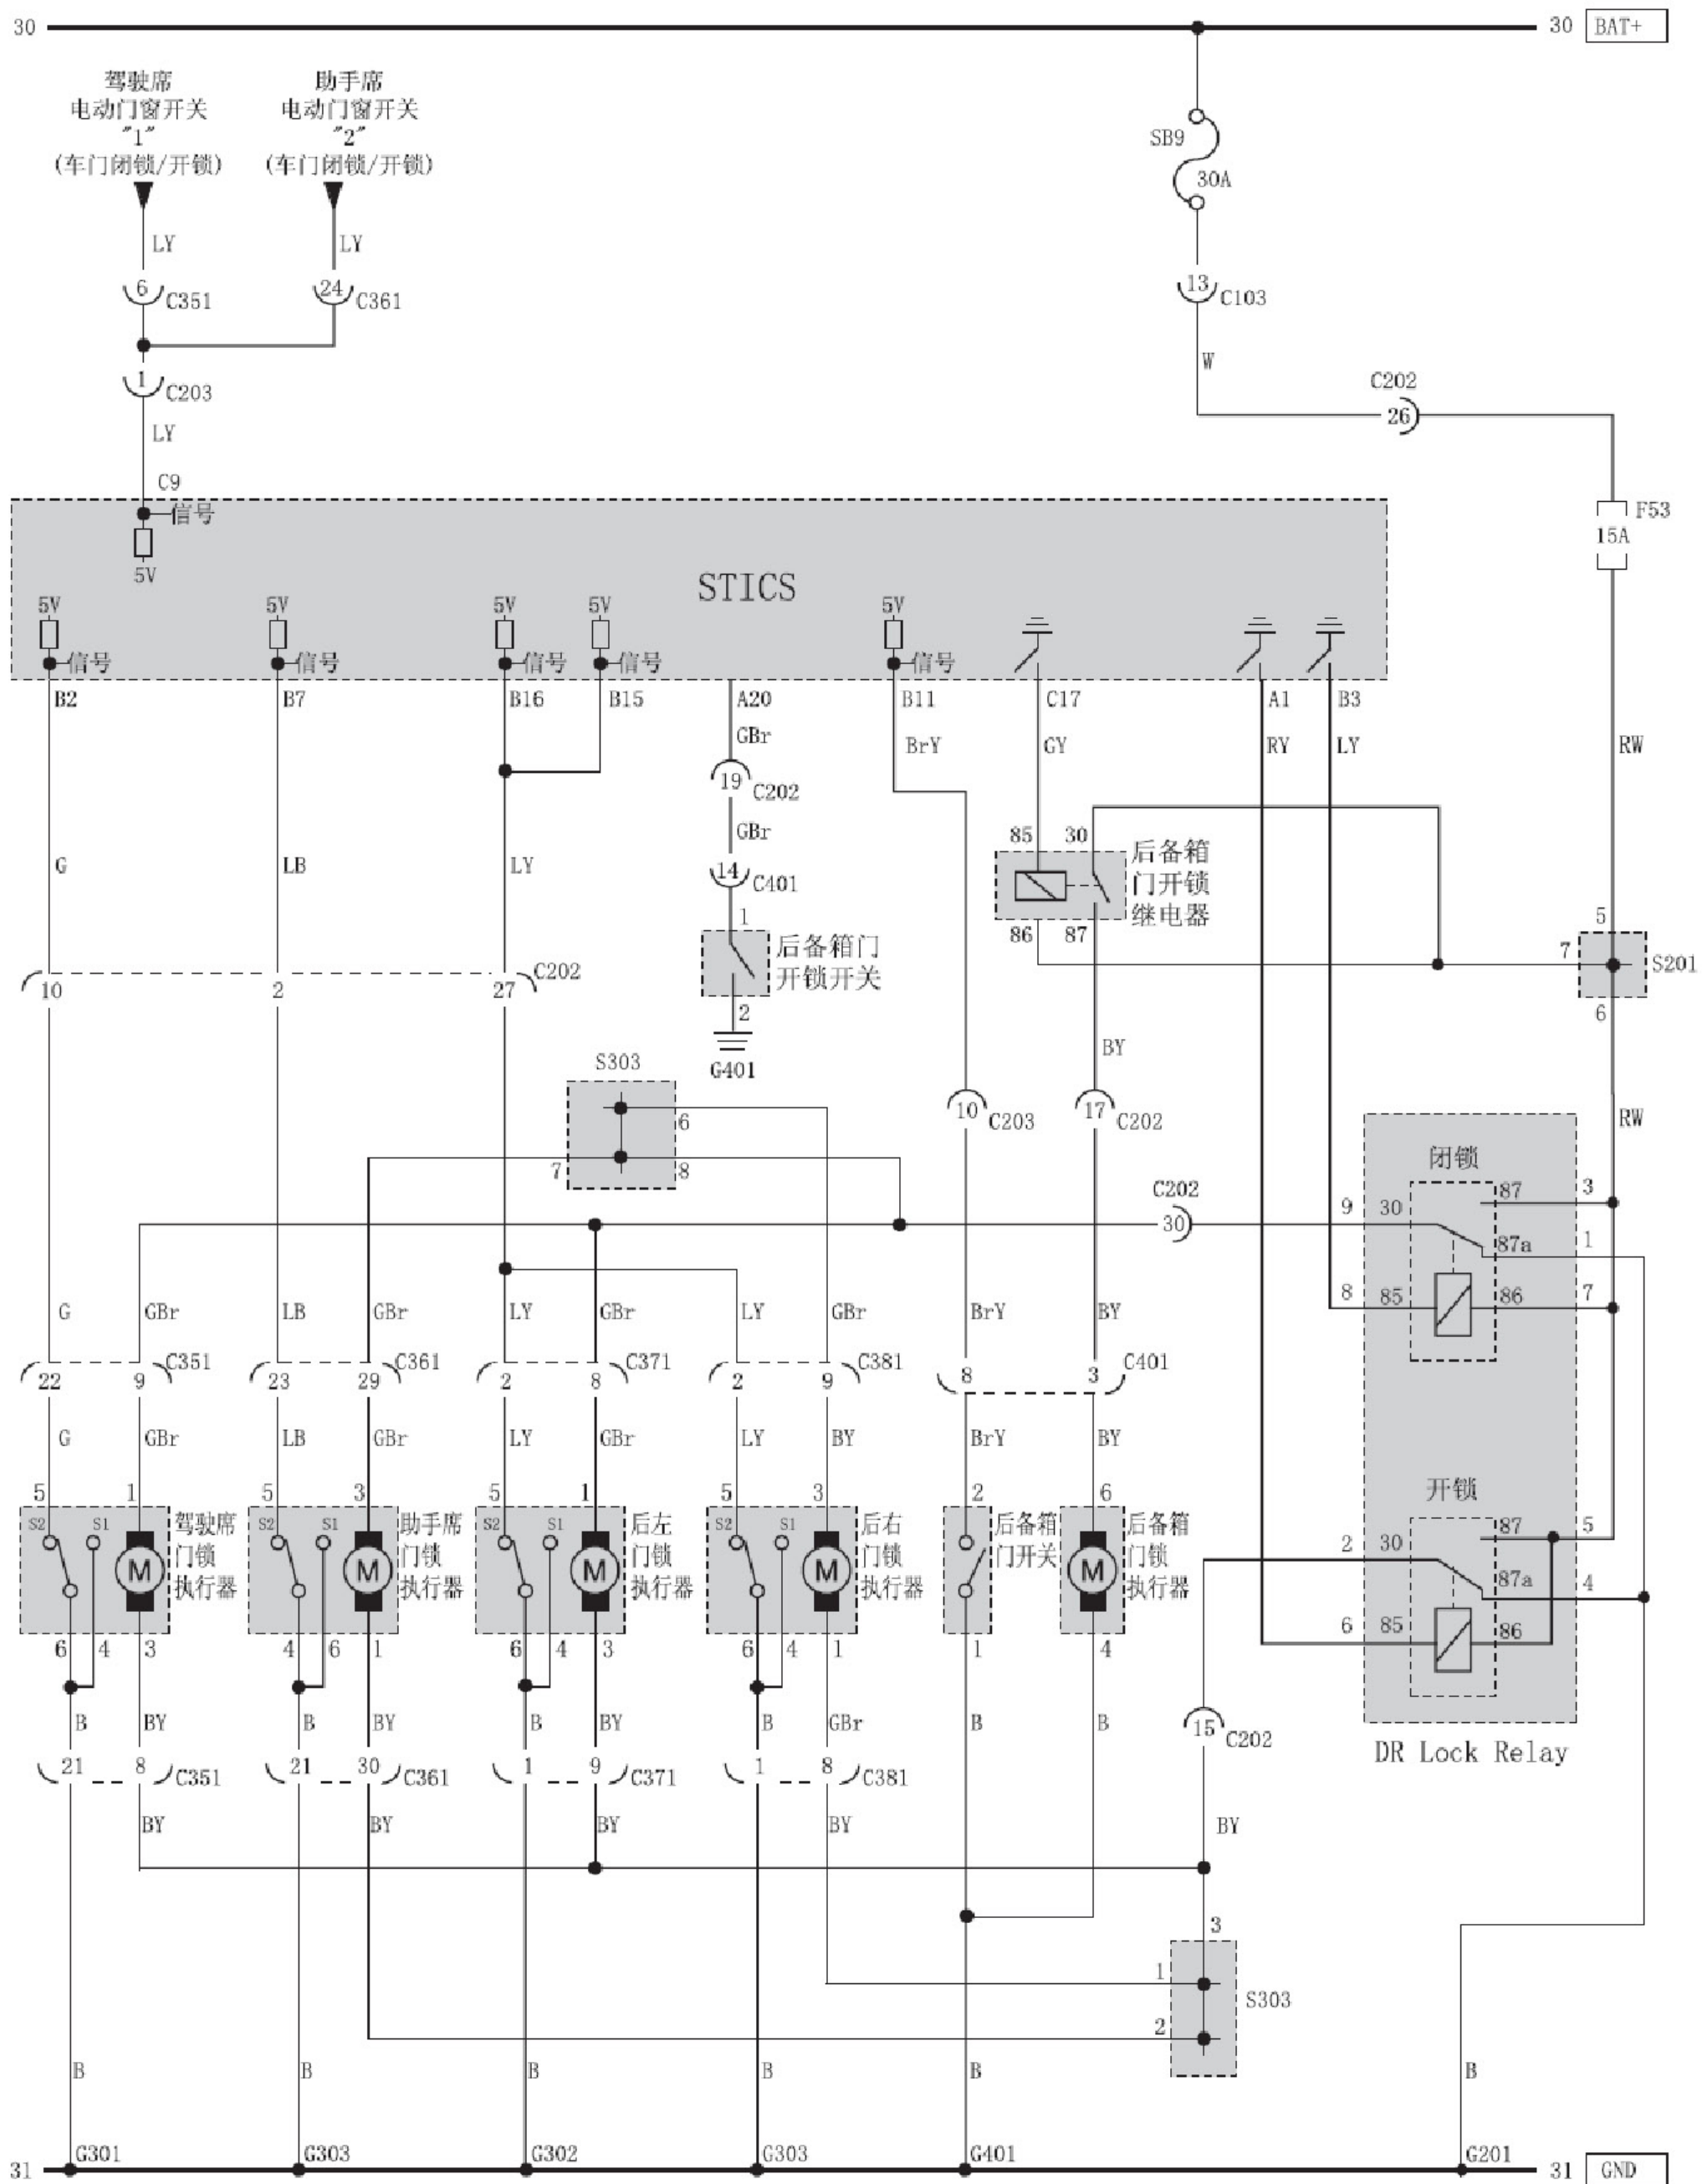 30
30 BAT+
驾驶席 助手席
电动门窗开关 电动门窗开关
"1" "2"
(车门闭锁/开锁) (车门闭锁/开锁)
SB9
30A
LY LY
6 C351 24 C361
13 C103
1 C203
W
C202
26
LY
C9
信号
5V
F53
15A
STICS
5V 5V 5V 5V 5V
信号 信号 信号 信号 信号
B2 B7 B16 B15 A20 B11 C17 A1 B3
GBr BrY GY RY LY RW
19 C202
GBr
85 30
后备箱
门开锁
继电器
G LB LY
14 C401
1
86 87
5
后备箱门
开锁开关
7 S201
C202
10 2 27
2
6
G401
BY
S303
6
7 8
10 C203 17 C202
RW
闭锁
C202
30
9 30 87 3
87a 1
8 85 86 7
G GBr LB GBr LY GBr LY GBr BrY BY
22 9 C351 23 29 C361 2 8 C371 2 9 C381 8 3 C401
G GBr LB GBr LY GBr LY BY BrY BY
开锁
5 1 5 3 5 1 5 3 2 6
S2 S1 M S2 S1 M S2 S1 M S2 S1 M M
驾驶席 助手席 后左 后右 后备箱 后备箱
门锁 门锁 门锁 门锁 门开关 门锁
执行器 执行器 执行器 执行器 执行器
2 30 87 5
87a 4
6 85 86
6 4 3 4 6 1 6 4 3 6 4 1 1 4
B BY B BY B BY B GBr B B
15 C202
DR Lock Relay
21 8 C351 21 30 C361 1 9 C371 1 8 C381
BY BY BY BY BY
3
1
S303
2
B B B B B B
G301 G303 G302 G303 G401 G201
31
31 GND